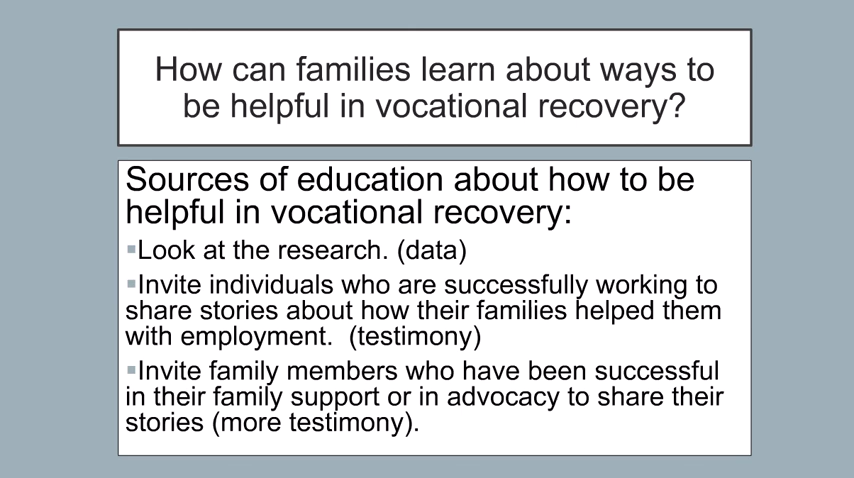 How can families learn about ways to
be helpful in vocational recovery?
Sources of education about how to be
helpful in vocational recovery:
▪Look at the research. (data)
▪Invite individuals who are successfully working to
share stories about how their families helped them
with employment.  (testimony)
▪Invite family members who have been successful
in their family support or in advocacy to share their
stories (more testimony).